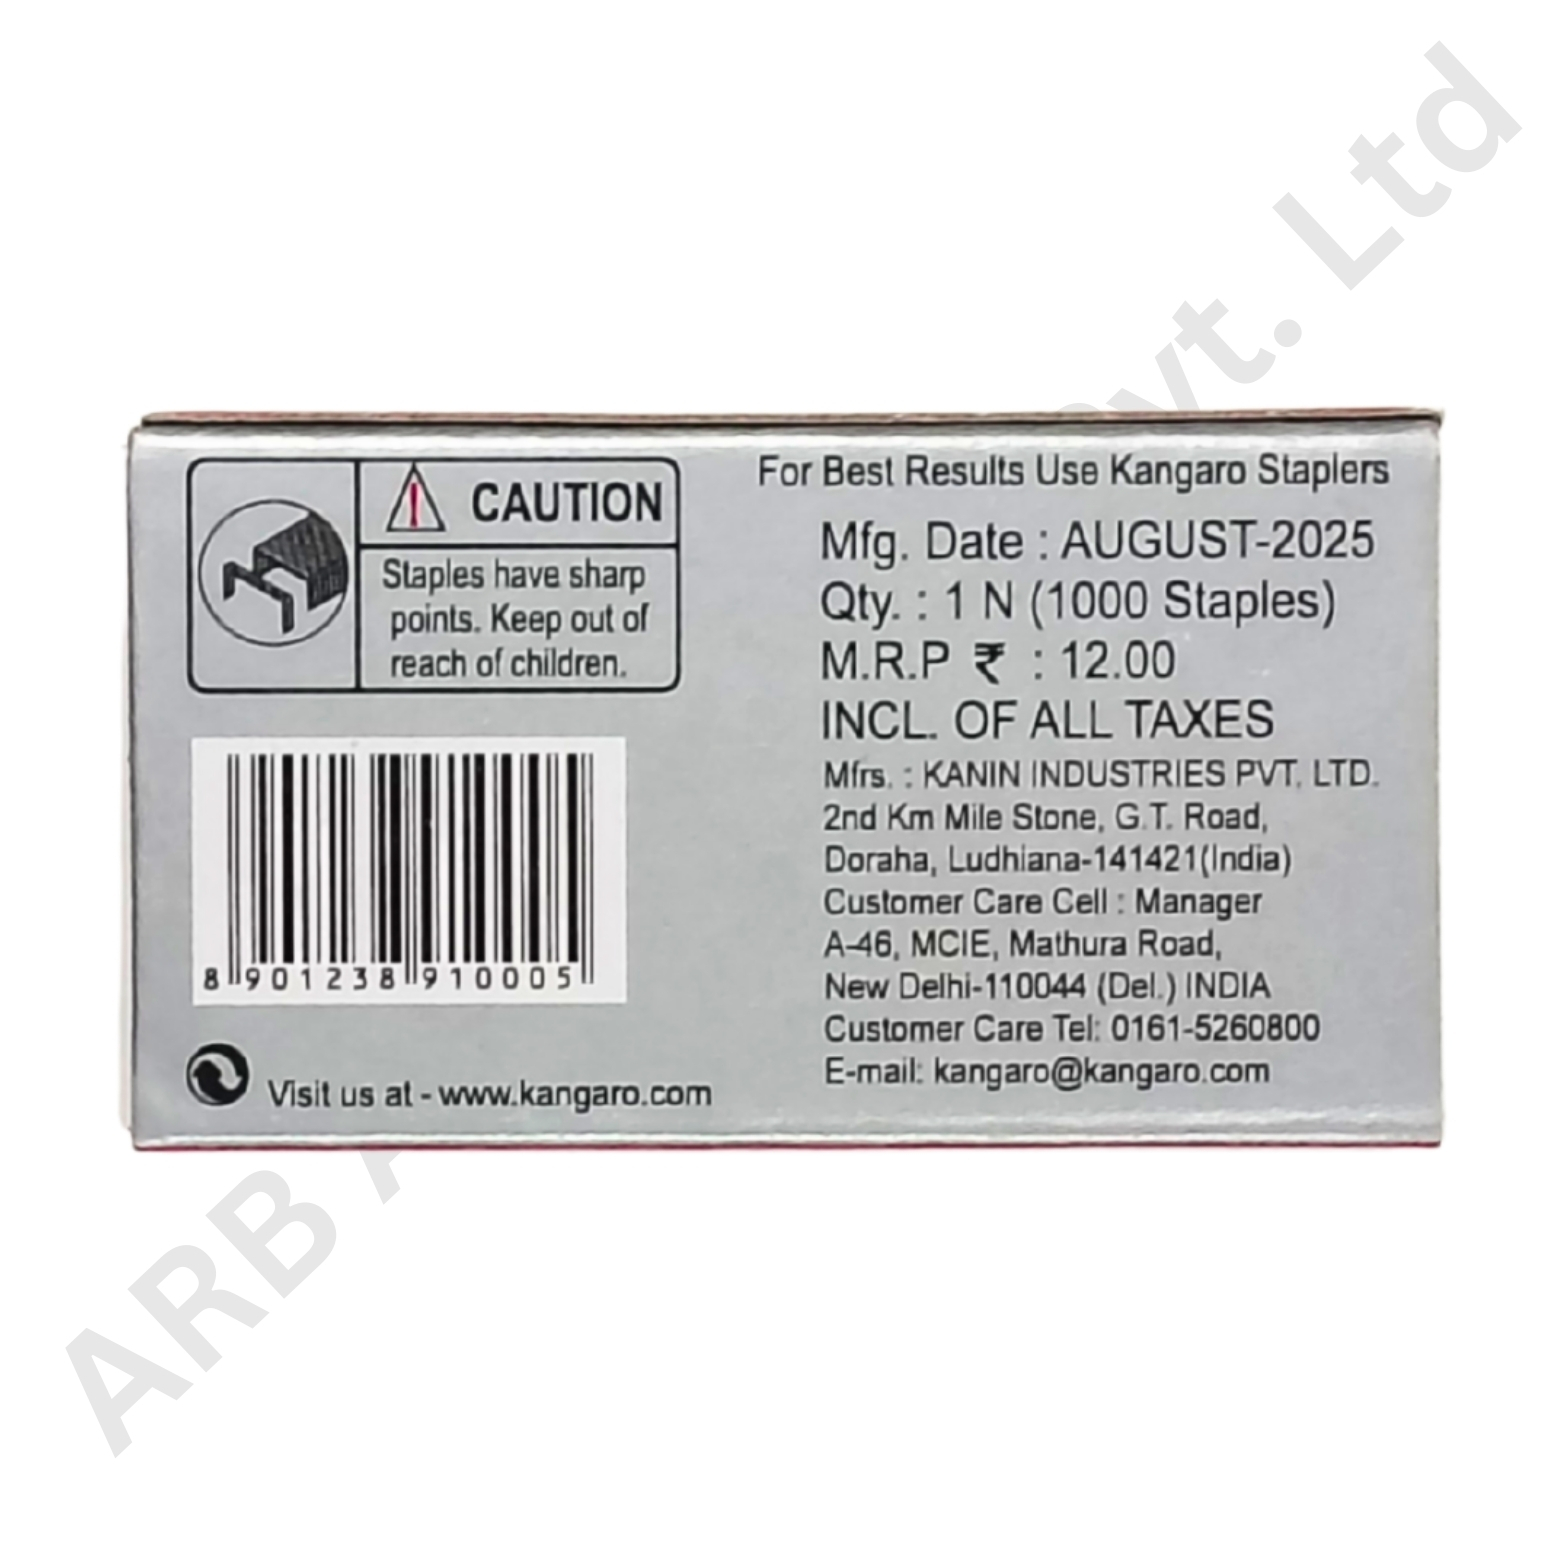 CAUTION
Staples have sharp
points. Keep out of
reach of children.
8 901238 910005
Visit us at - www.kangaro.com
For Best Results Use Kangaro Staplers
Mfg. Date : AUGUST-2025
Qty. : 1 N (1000 Staples)
M.R.P ₹ : 12.00
INCL. OF ALL TAXES
Mfrs. : KANIN INDUSTRIES PVT. LTD.
2nd Km Mile Stone, G.T. Road,
Doraha, Ludhiana-141421(India)
Customer Care Cell : Manager
A-46, MCIE, Mathura Road,
New Delhi-110044 (Del.) INDIA
Customer Care Tel: 0161-5260800
E-mail: kangaro@kangaro.com
ARB Pvt. Ltd